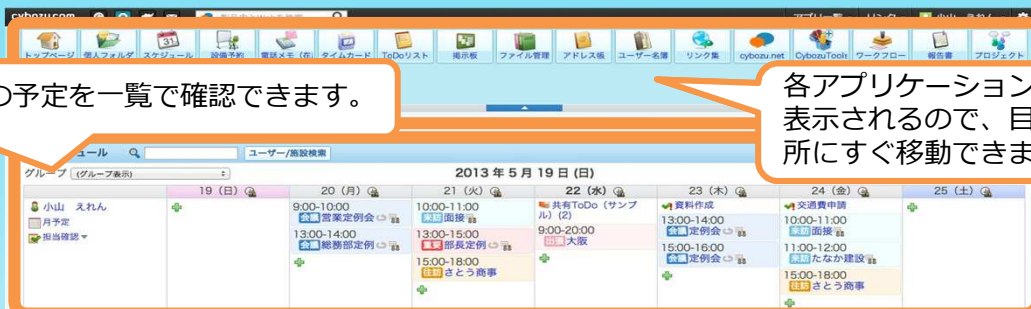 cybozu.com
アプリ一覧 リンク 小山 えれん
トップページ 個人フォルダ スケジュール 設備予約 電話メモ (在 タイムカード ToDoリスト 掲示板 ファイル管理 アドレス帳 ユーザー名簿 リンク集 cybozu.net CybozuTools ワークフロー 報告書 プロジェクト
の予定を一覧で確認できます。
各アプリケーション
表示されるので、目
所にすぐ移動できま
ュール ユーザー/施設検索
グループ (グループ表示) 2013 年 5 月 19 日 (日)
19 (日) 20 (月) 21 (火) 22 (水) 23 (木) 24 (金) 25 (土)
小山 えれん
月予定
担当確認
9:00-10:00
会議 営業定例会
13:00-14:00
会議 総務部定例
10:00-11:00
来訪 面接
13:00-15:00
重要 部長定例
15:00-18:00
往訪 さとう商事
共有ToDo (サンプ
ル) (2)
9:00-20:00
出張 大阪
資料作成
13:00-14:00
会議 定例会
15:00-16:00
会議 定例会
交通費申請
10:00-11:00
来訪 面接
11:00-12:00
来訪 たなか建設
15:00-18:00
往訪 さとう商事